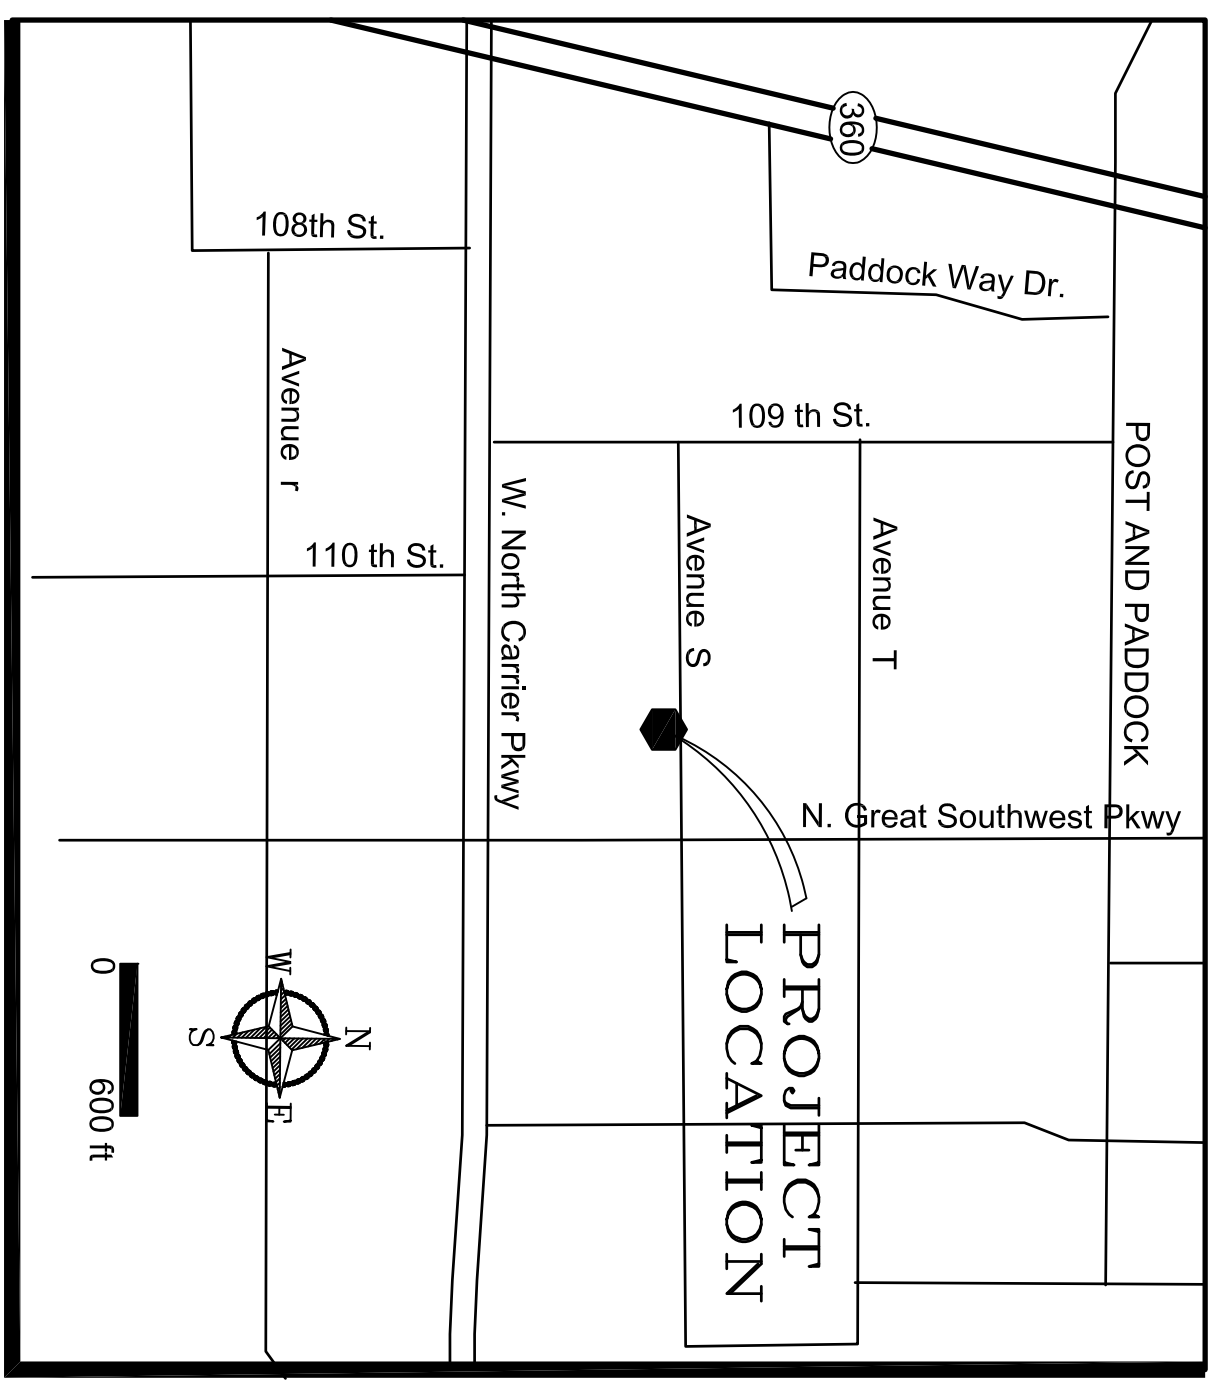 360
108th St.
Paddock Way Dr.
Avenue r
109 th St.
POST AND PADDOCK
W. North Carrier Pkwy
Avenue S
Avenue T
110 th St.
N. Great Southwest Pkwy
PROJECT
LOCATION
W
N
S
E
0 600 ft